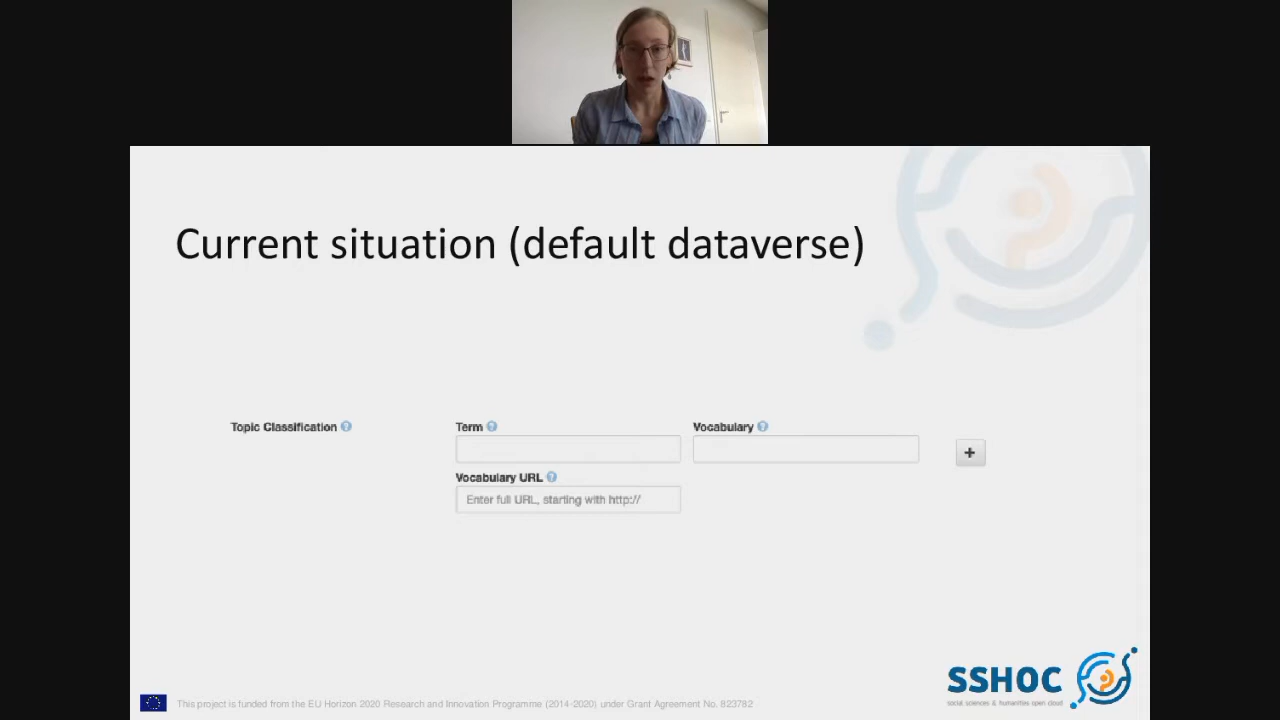 Current situation (default dataverse)
Topic Classification ? Term ? Vocabulary ?
+
Vocabulary URL ?
Enter full URL, starting with http://
SSHOC
social sciences & humanities open cloud
This project is funded from the EU Horizon 2020 Research and Innovation Programme (2014-2020) under Grant Agreement No. 823782